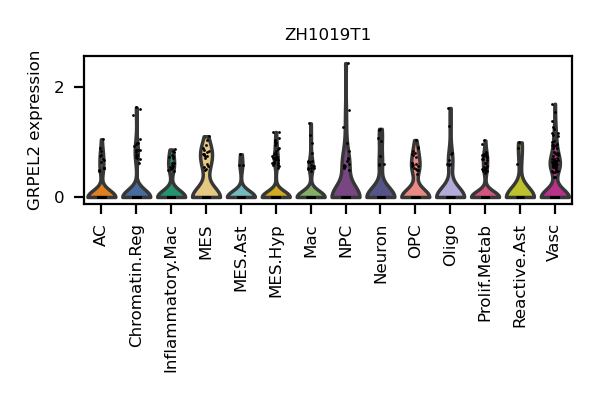 ZH1019T1
GRPEL2 expression
2
0
AC
Chromatin.Reg
Inflammatory.Mac
MES
MES.Ast
MES.Hyp
Mac
NPC
Neuron
OPC
Oligo
Prolif.Metab
Reactive.Ast
Vasc